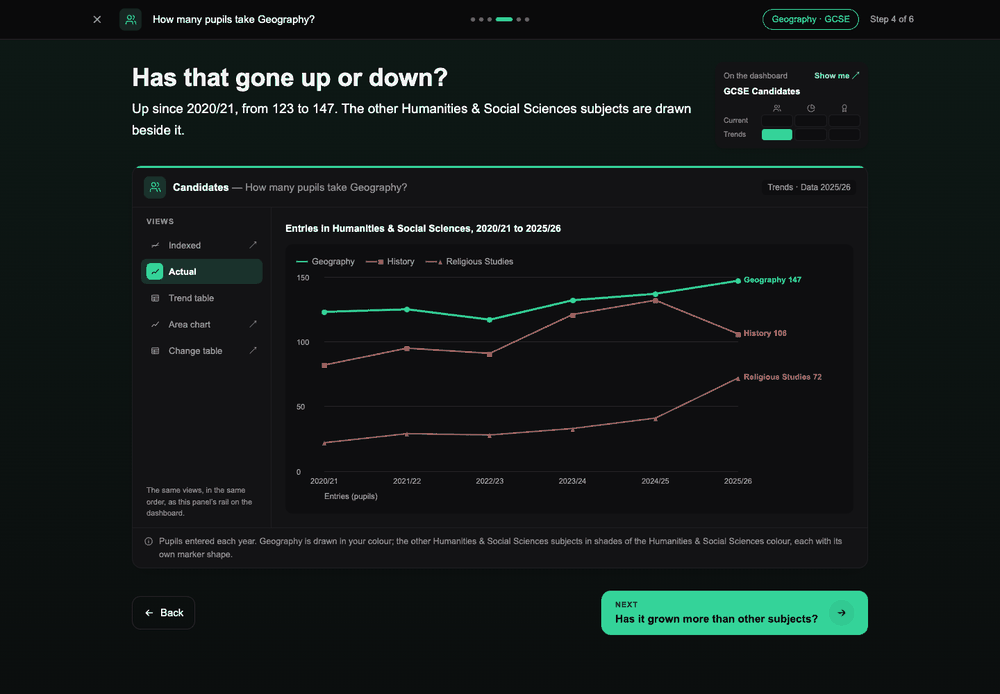 How many pupils take Geography?
Geography · GCSE
Step 4 of 6
Has that gone up or down?
Up since 2020/21, from 123 to 147. The other Humanities & Social Sciences subjects are drawn
beside it.
On the dashboard
Show me
GCSE Candidates
Current
Trends
Candidates — How many pupils take Geography?
Trends · Data 2025/26
VIEWS
Indexed
Actual
Trend table
Area chart
Change table
The same views, in the same
order, as this panel's rail on the
dashboard.
Entries in Humanities & Social Sciences, 2020/21 to 2025/26
Geography
History
Religious Studies
150
100
50
0
Geography 147
History 106
Religious Studies 72
2020/21
2021/22
2022/23
2023/24
2024/25
2025/26
Entries (pupils)
Pupils entered each year. Geography is drawn in your colour; the other Humanities & Social Sciences subjects in shades of the Humanities & Social Sciences colour, each with its
own marker shape.
Back
NEXT
Has it grown more than other subjects?